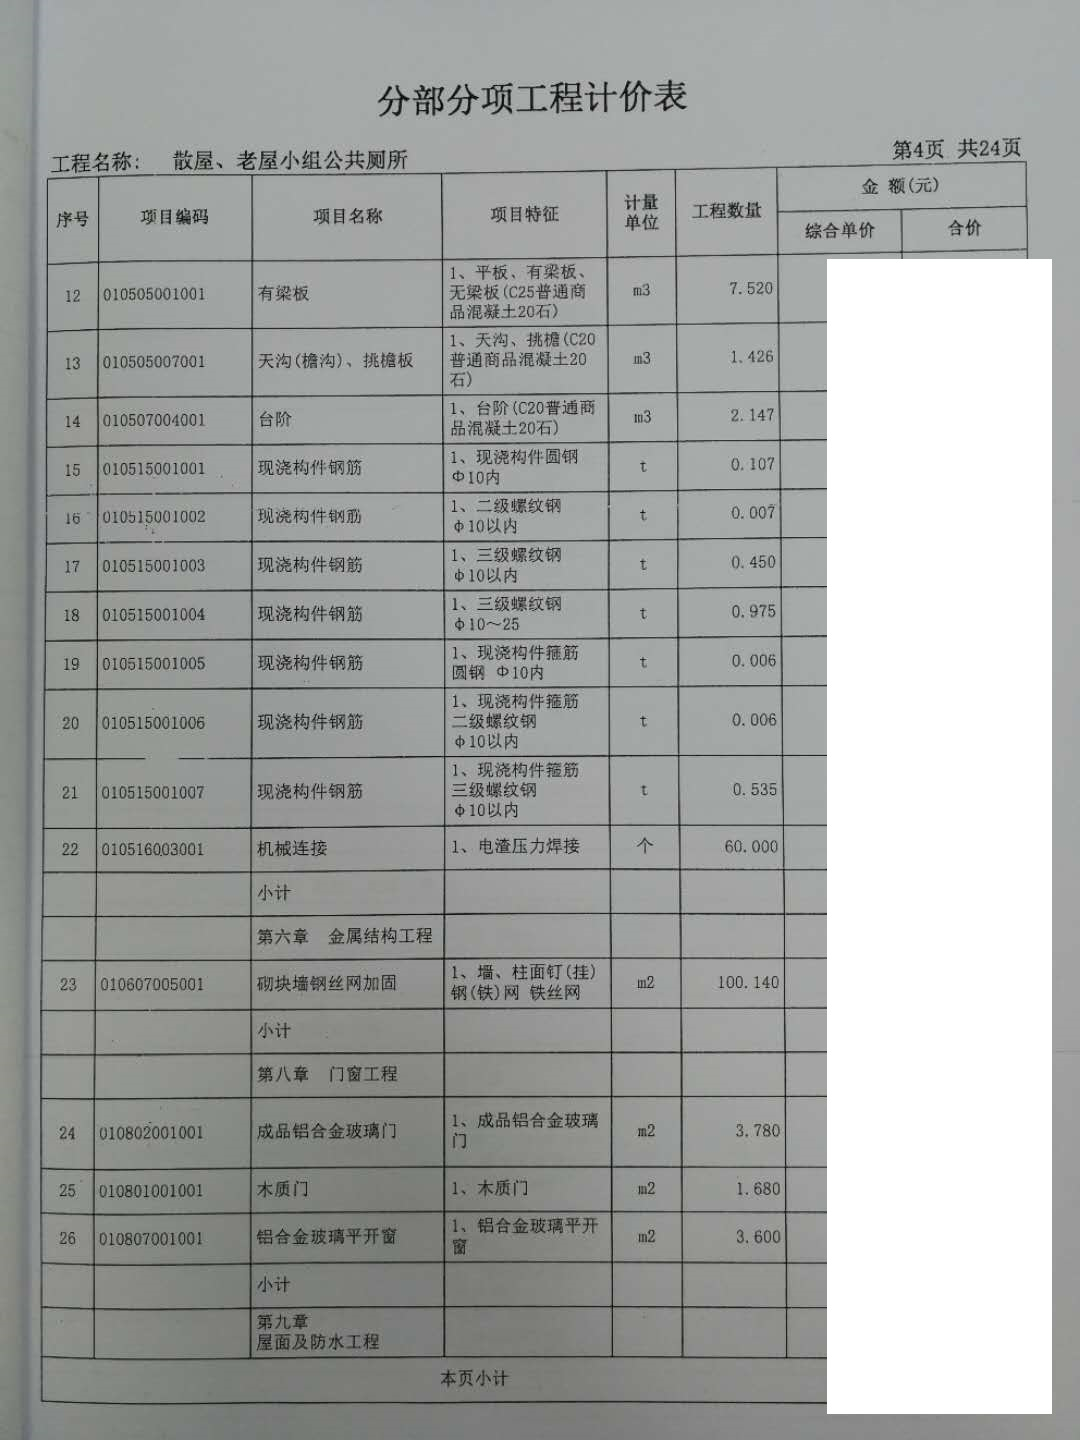 分部分项工程计价表
工程名称: 散屋、老屋小组公共厕所 第4页 共24页
序号 项目编码 项目名称 项目特征 计量单位 工程数量 金 额(元)
综合单价 合价
12 010505001001 有梁板 1、平板、有梁板、无梁板(C25普通商品混凝土20石) m3 7.520
13 010505007001 天沟(檐沟)、挑檐板 1、天沟、挑檐(C20普通商品混凝土20石) m3 1.426
14 010507004001 台阶 1、台阶(C20普通商品混凝土20石) m3 2.147
15 010515001001 现浇构件钢筋 1、现浇构件圆钢 Φ10内 t 0.107
16 010515001002 现浇构件钢筋 1、二级螺纹钢 φ10以内 t 0.007
17 010515001003 现浇构件钢筋 1、三级螺纹钢 φ10以内 t 0.450
18 010515001004 现浇构件钢筋 1、三级螺纹钢 φ10～25 t 0.975
19 010515001005 现浇构件钢筋 1、现浇构件箍筋 圆钢 Φ10内 t 0.006
20 010515001006 现浇构件钢筋 1、现浇构件箍筋 二级螺纹钢 φ10以内 t 0.006
21 010515001007 现浇构件钢筋 1、现浇构件箍筋 三级螺纹钢 φ10以内 t 0.535
22 010516003001 机械连接 1、电渣压力焊接 个 60.000
小计
第六章 金属结构工程
23 010607005001 砌块墙钢丝网加固 1、墙、柱面钉(挂)钢(铁)网 铁丝网 m2 100.140
小计
第八章 门窗工程
24 010802001001 成品铝合金玻璃门 1、成品铝合金玻璃门 m2 3.780
25 010801001001 木质门 1、木质门 m2 1.680
26 010807001001 铝合金玻璃平开窗 1、铝合金玻璃平开窗 m2 3.600
小计
第九章
屋面及防水工程
本页小计